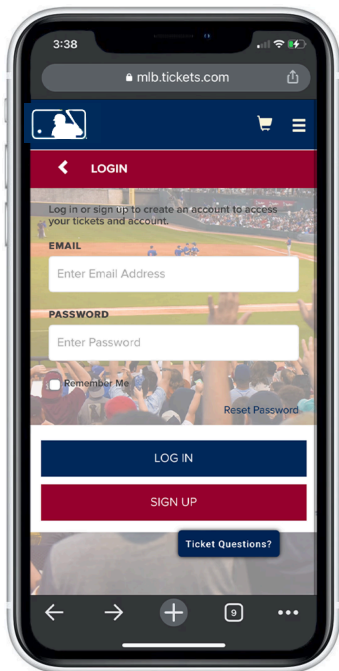 3:38
mlb.tickets.com
LOGIN
Log in or sign up to create an account to access
your tickets and account.
EMAIL
Enter Email Address
PASSWORD
Enter Password
Remember Me
Reset Password
LOG IN
SIGN UP
Ticket Questions?
9